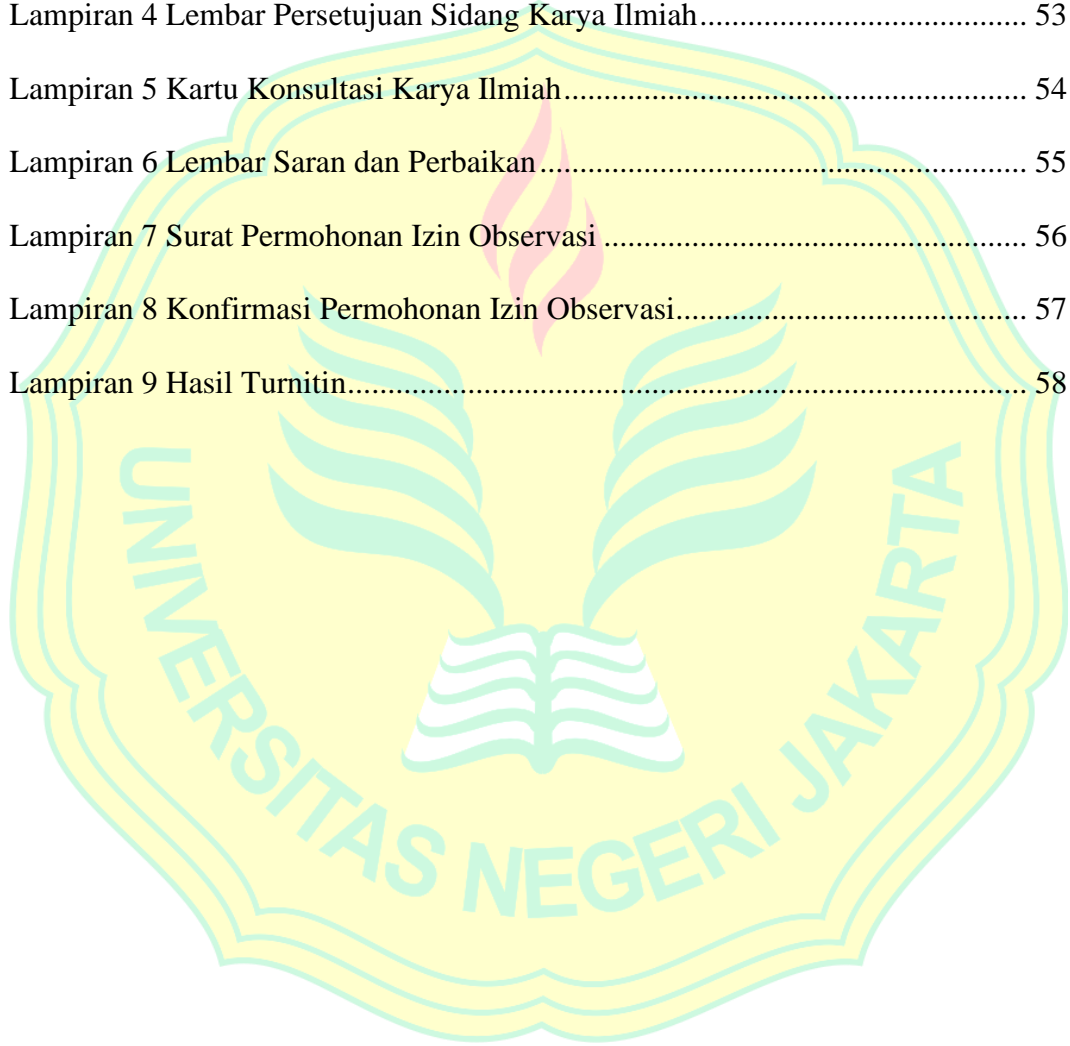 Lampiran 4 Lembar Persetujuan Sidang Karya Ilmiah........................................ 53
Lampiran 5 Kartu Konsultasi Karya Ilmiah......................................................... 54
Lampiran 6 Lembar Saran dan Perbaikan ............................................................ 55
Lampiran 7 Surat Permohonan Izin Observasi .................................................... 56
Lampiran 8 Konfirmasi Permohonan Izin Observasi........................................... 57
Lampiran 9 Hasil Turnitin.................................................................................... 58
UNIVERSITAS NEGERI JAKARTA